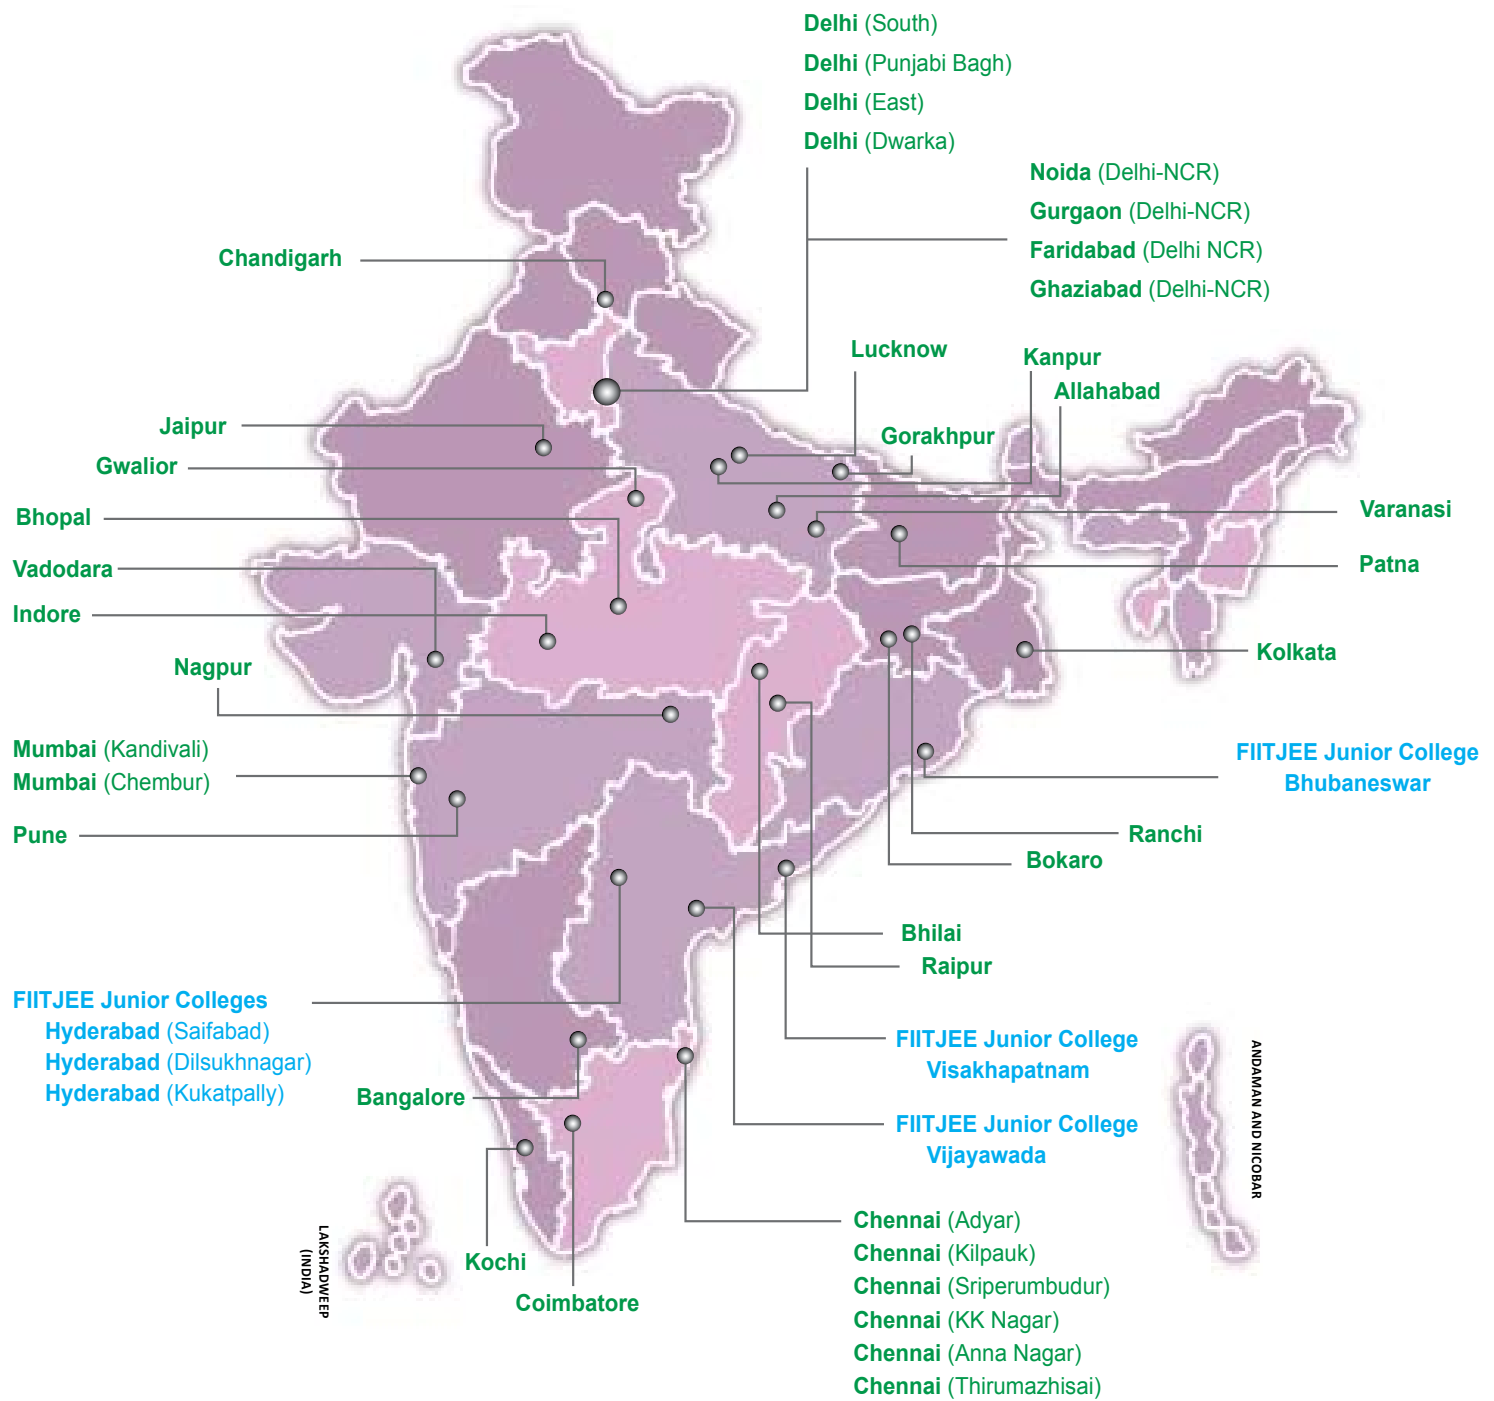 Delhi (South)
Delhi (Punjabi Bagh)
Delhi (East)
Delhi (Dwarka)
Noida (Delhi-NCR)
Gurgaon (Delhi-NCR)
Faridabad (Delhi NCR)
Ghaziabad (Delhi-NCR)
Chandigarh
Lucknow
Kanpur
Allahabad
Jaipur
Gorakhpur
Gwalior
Bhopal
Varanasi
Vadodara
Patna
Indore
Kolkata
Nagpur
Mumbai (Kandivali)
Mumbai (Chembur)
FIITJEE Junior College
Bhubaneswar
Pune
Ranchi
Bokaro
Bhilai
Raipur
FIITJEE Junior Colleges
Hyderabad (Saifabad)
Hyderabad (Dilsukhnagar)
Hyderabad (Kukatpally)
FIITJEE Junior College
Visakhapatnam
Bangalore
FIITJEE Junior College
Vijayawada
ANDAMAN AND NICOBAR
LAKSHADWEEP
(INDIA)
Kochi
Coimbatore
Chennai (Adyar)
Chennai (Kilpauk)
Chennai (Sriperumbudur)
Chennai (KK Nagar)
Chennai (Anna Nagar)
Chennai (Thirumazhisai)